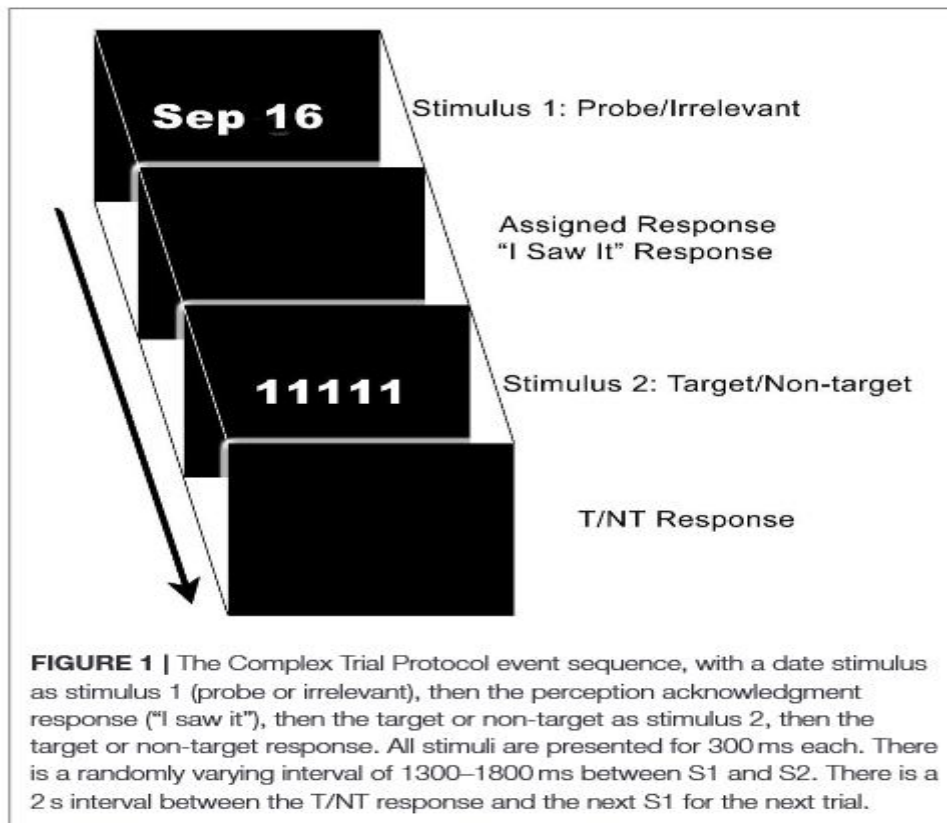 Sep 16
Stimulus 1: Probe/Irrelevant
Assigned Response
“I Saw It” Response
11111
Stimulus 2: Target/Non-target
T/NT Response
FIGURE 1 | The Complex Trial Protocol event sequence, with a date stimulus
as stimulus 1 (probe or irrelevant), then the perception acknowledgment
response (“I saw it”), then the target or non-target as stimulus 2, then the
target or non-target response. All stimuli are presented for 300 ms each. There
is a randomly varying interval of 1300–1800 ms between S1 and S2. There is a
2 s interval between the T/NT response and the next S1 for the next trial.